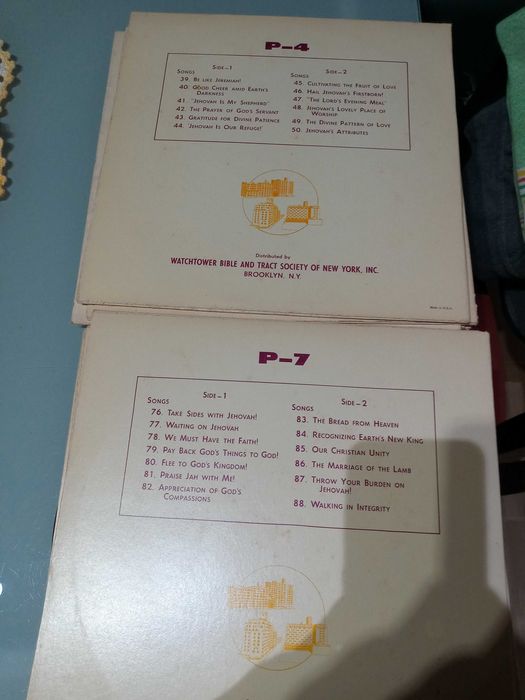 P-4
Side-1
Songs
39. Be like Jeremiah!
40. Good Cheer amid Earth's
Darkness
41. "Jehovah Is My Shepherd"
42. The Prayer of God's Servant
43. Gratitude for Divine Patience
44. Jehovah Is Our Refuge!
Side-2
Songs
45. Cultivating the Fruit of Love
46. Hail Jehovah's Firstborn!
47. "The Lord's Evening Meal"
48. Jehovah's Lovely Place of
Worship
49. The Divine Pattern of Love
50. Jehovah's Attributes
Distributed by
WATCHTOWER BIBLE AND TRACT SOCIETY OF NEW YORK, INC.
BROOKLYN, N.Y.
P-7
Side-1
Songs
76. Take Sides with Jehovah!
77. Waiting on Jehovah
78. We Must Have the Faith!
79. Pay Back God's Things to God!
80. Flee to God's Kingdom!
81. Praise Jah with Me!
82. Appreciation of God's
Compassions
Side-2
Songs
83. The Bread from Heaven
84. Recognizing Earth's New King
85. Our Christian Unity
86. The Marriage of the Lamb
87. Throw Your Burden on
Jehovah!
88. Walking in Integrity